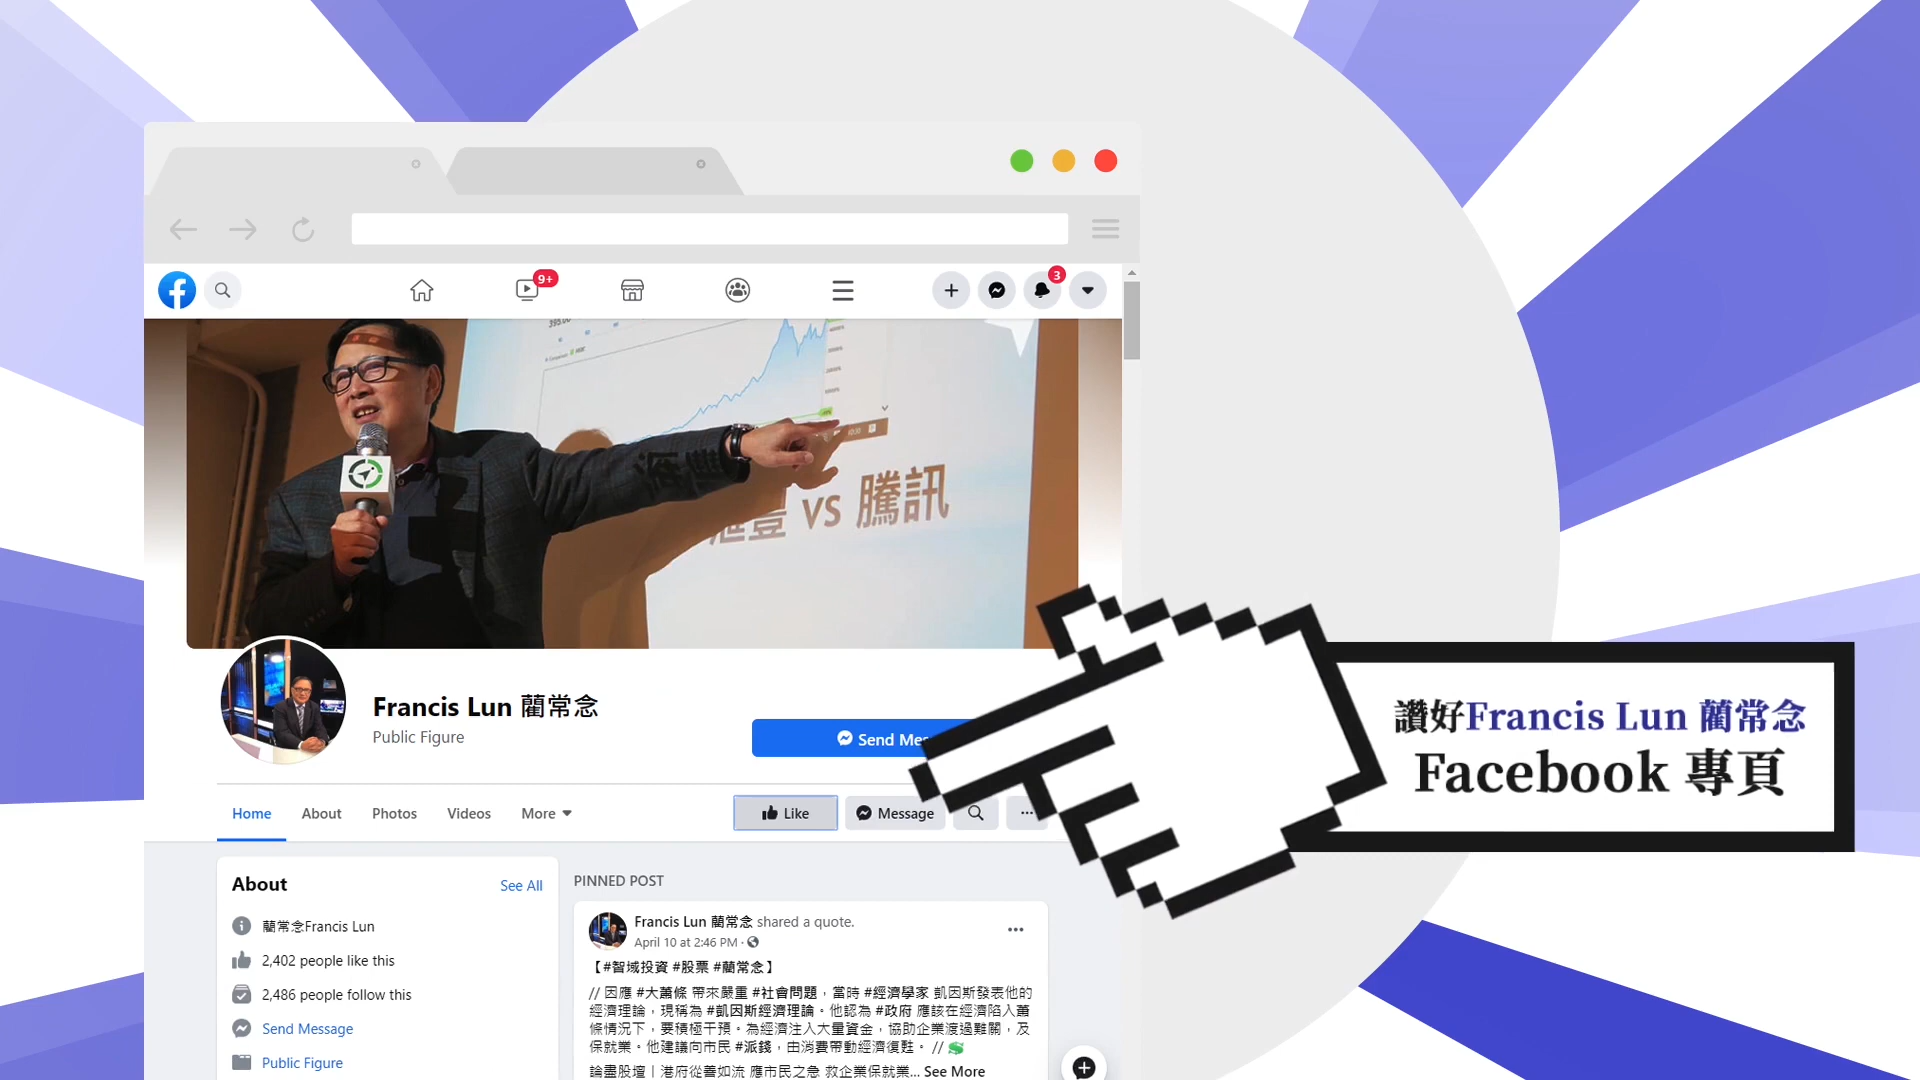 9+
3
395.00
滙豐 VS 騰訊
Francis Lun 藺常念
Public Figure
Send Mes
讚好Francis Lun 藺常念
Facebook 專頁
Home
About
Photos
Videos
More
Like
Message
About
See All
PINNED POST
藺常念Francis Lun
2,402 people like this
2,486 people follow this
Send Message
Public Figure
Francis Lun 藺常念 shared a quote.
April 10 at 2:46 PM ·
【#智域投資 #股票 #藺常念】
// 因應 #大蕭條 帶來嚴重 #社會問題，當時 #經濟學家 凱因斯發表他的
經濟理論，現稱為 #凱因斯經濟理論。他認為 #政府 應該在經濟陷入蕭
條情況下，要積極干預。為經濟注入大量資金，協助企業渡過難關，及
保就業。他建議向市民 #派錢，由消費帶動經濟復甦。 //
論盡股壇 | 港府從善如流 應市民之急 救企業保就業... See More